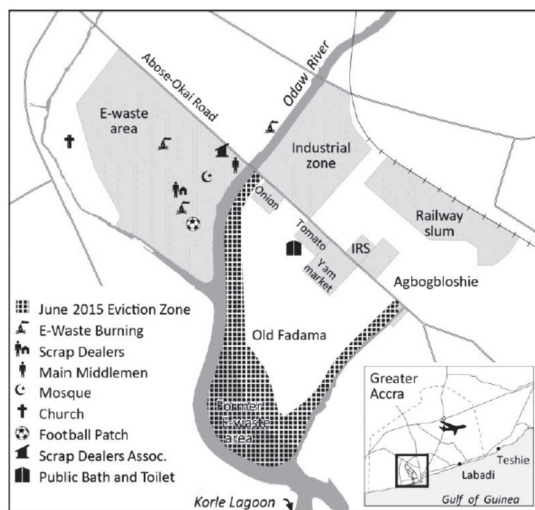 Abose-Okai Road
Odaw River
E-waste
area
Industrial
zone
Onion
Railway
slum
Tomato
IRS
Yam
market
Agbogbloshie
Old Fadama
Former
E-waste
area
June 2015 Eviction Zone
E-Waste Burning
Scrap Dealers
Main Middlemen
Mosque
Church
Football Patch
Scrap Dealers Assoc.
Public Bath and Toilet
Korle Lagoon
Greater
Accra
Teshie
Labadi
Gulf of Guinea